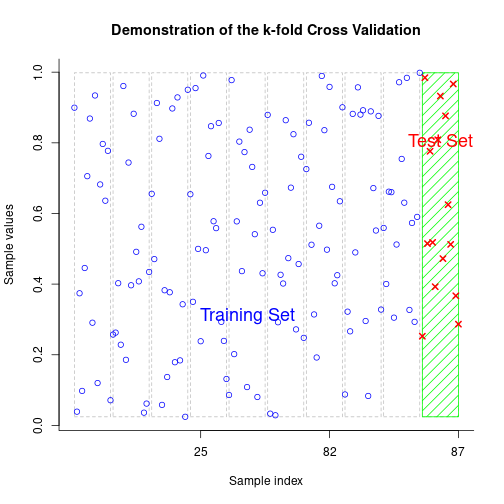 Demonstration of the k-fold Cross Validation
Sample values
1.0
0.8
0.6
0.4
0.2
0.0
Test Set
Training Set
25 82 87
Sample index